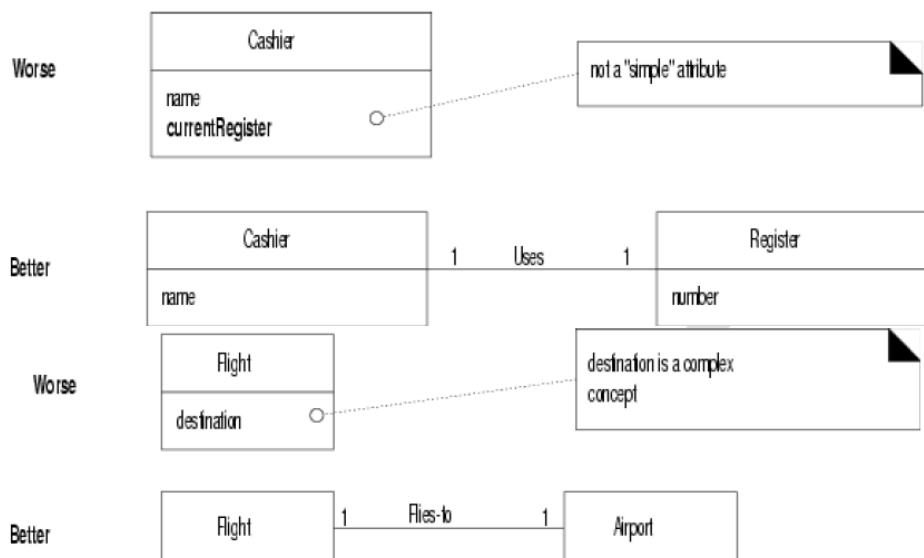 Cashier
Worse
not a "simple" attribute
name
currentRegister
Cashier
Register
1 Uses 1
Better
name
number
Flight
destination is a complex
concept
Worse
destination
1 Flies-to 1
Better
Flight
Airport